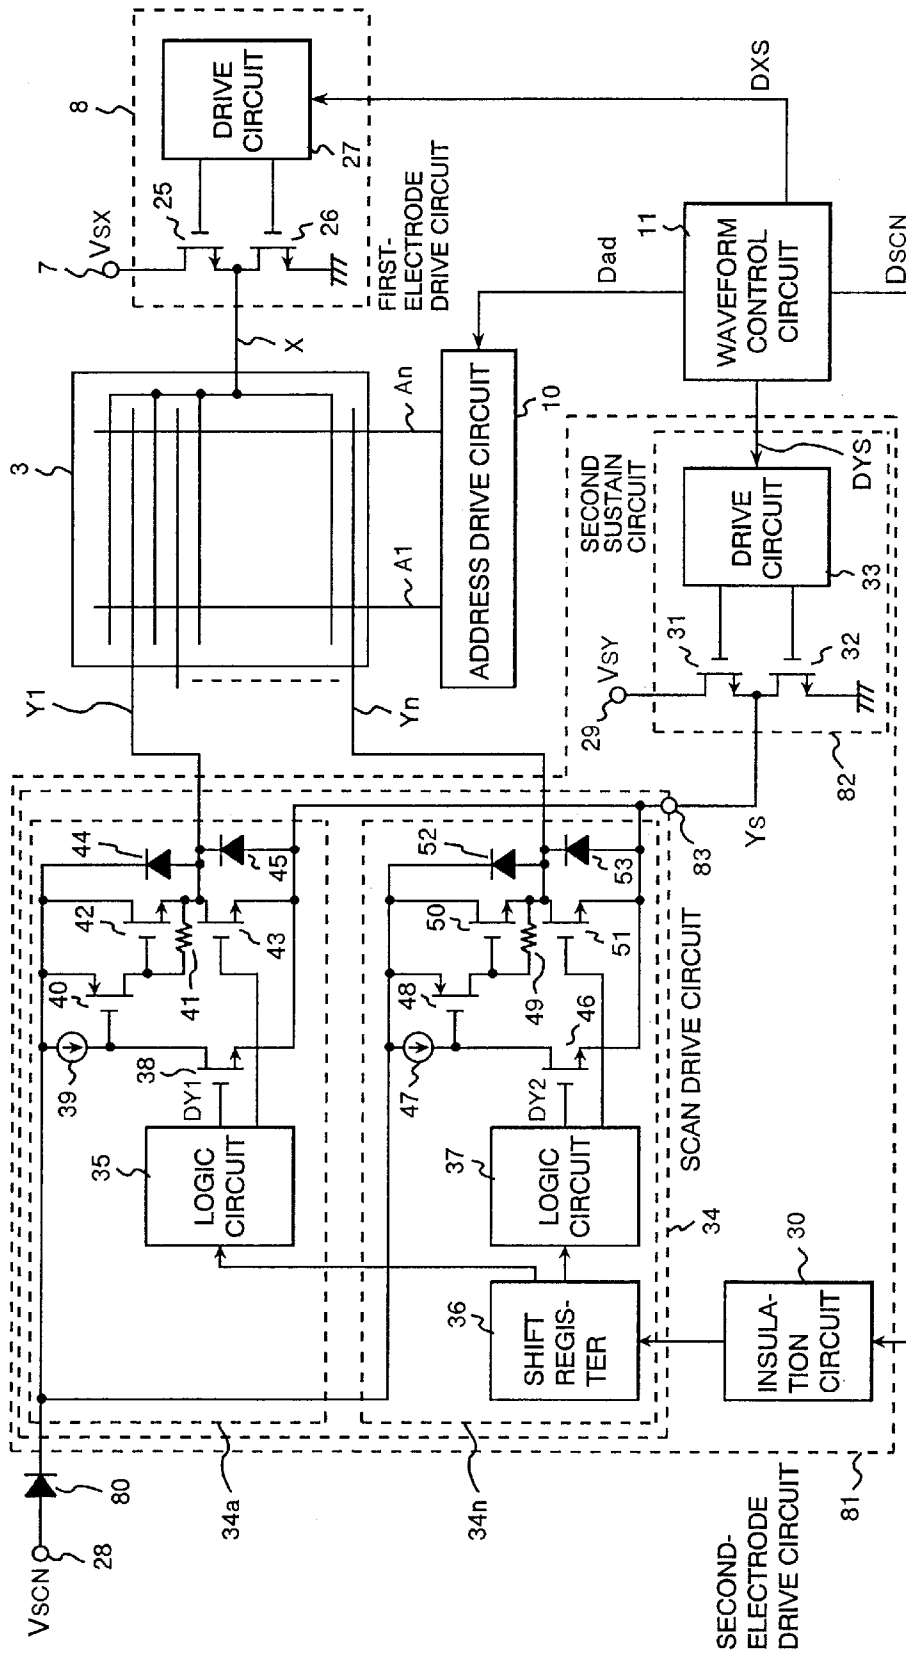 VSCN
28
80
34a
34n
SECOND-
ELECTRODE
DRIVE CIRCUIT
81
39
40
42
44
Y1
3
7
VSX
8
25
DRIVE
CIRCUIT
27
26
FIRST-
ELECTRODE
DRIVE CIRCUIT
X
35
LOGIC
CIRCUIT
DY1
38
41
43
45
A1
An
Yn
ADDRESS DRIVE CIRCUIT
10
Dad
DXS
47
48
50
52
36
SHIFT
REGIS-
TER
37
LOGIC
CIRCUIT
DY2
46
49
51
53
83
34
SCAN DRIVE CIRCUIT
YS
29
VSY
SECOND
SUSTAIN
CIRCUIT
31
32
DRIVE
CIRCUIT
33
DYS
82
11
WAVEFORM
CONTROL
CIRCUIT
DSCN
30
INSULA-
TION
CIRCUIT